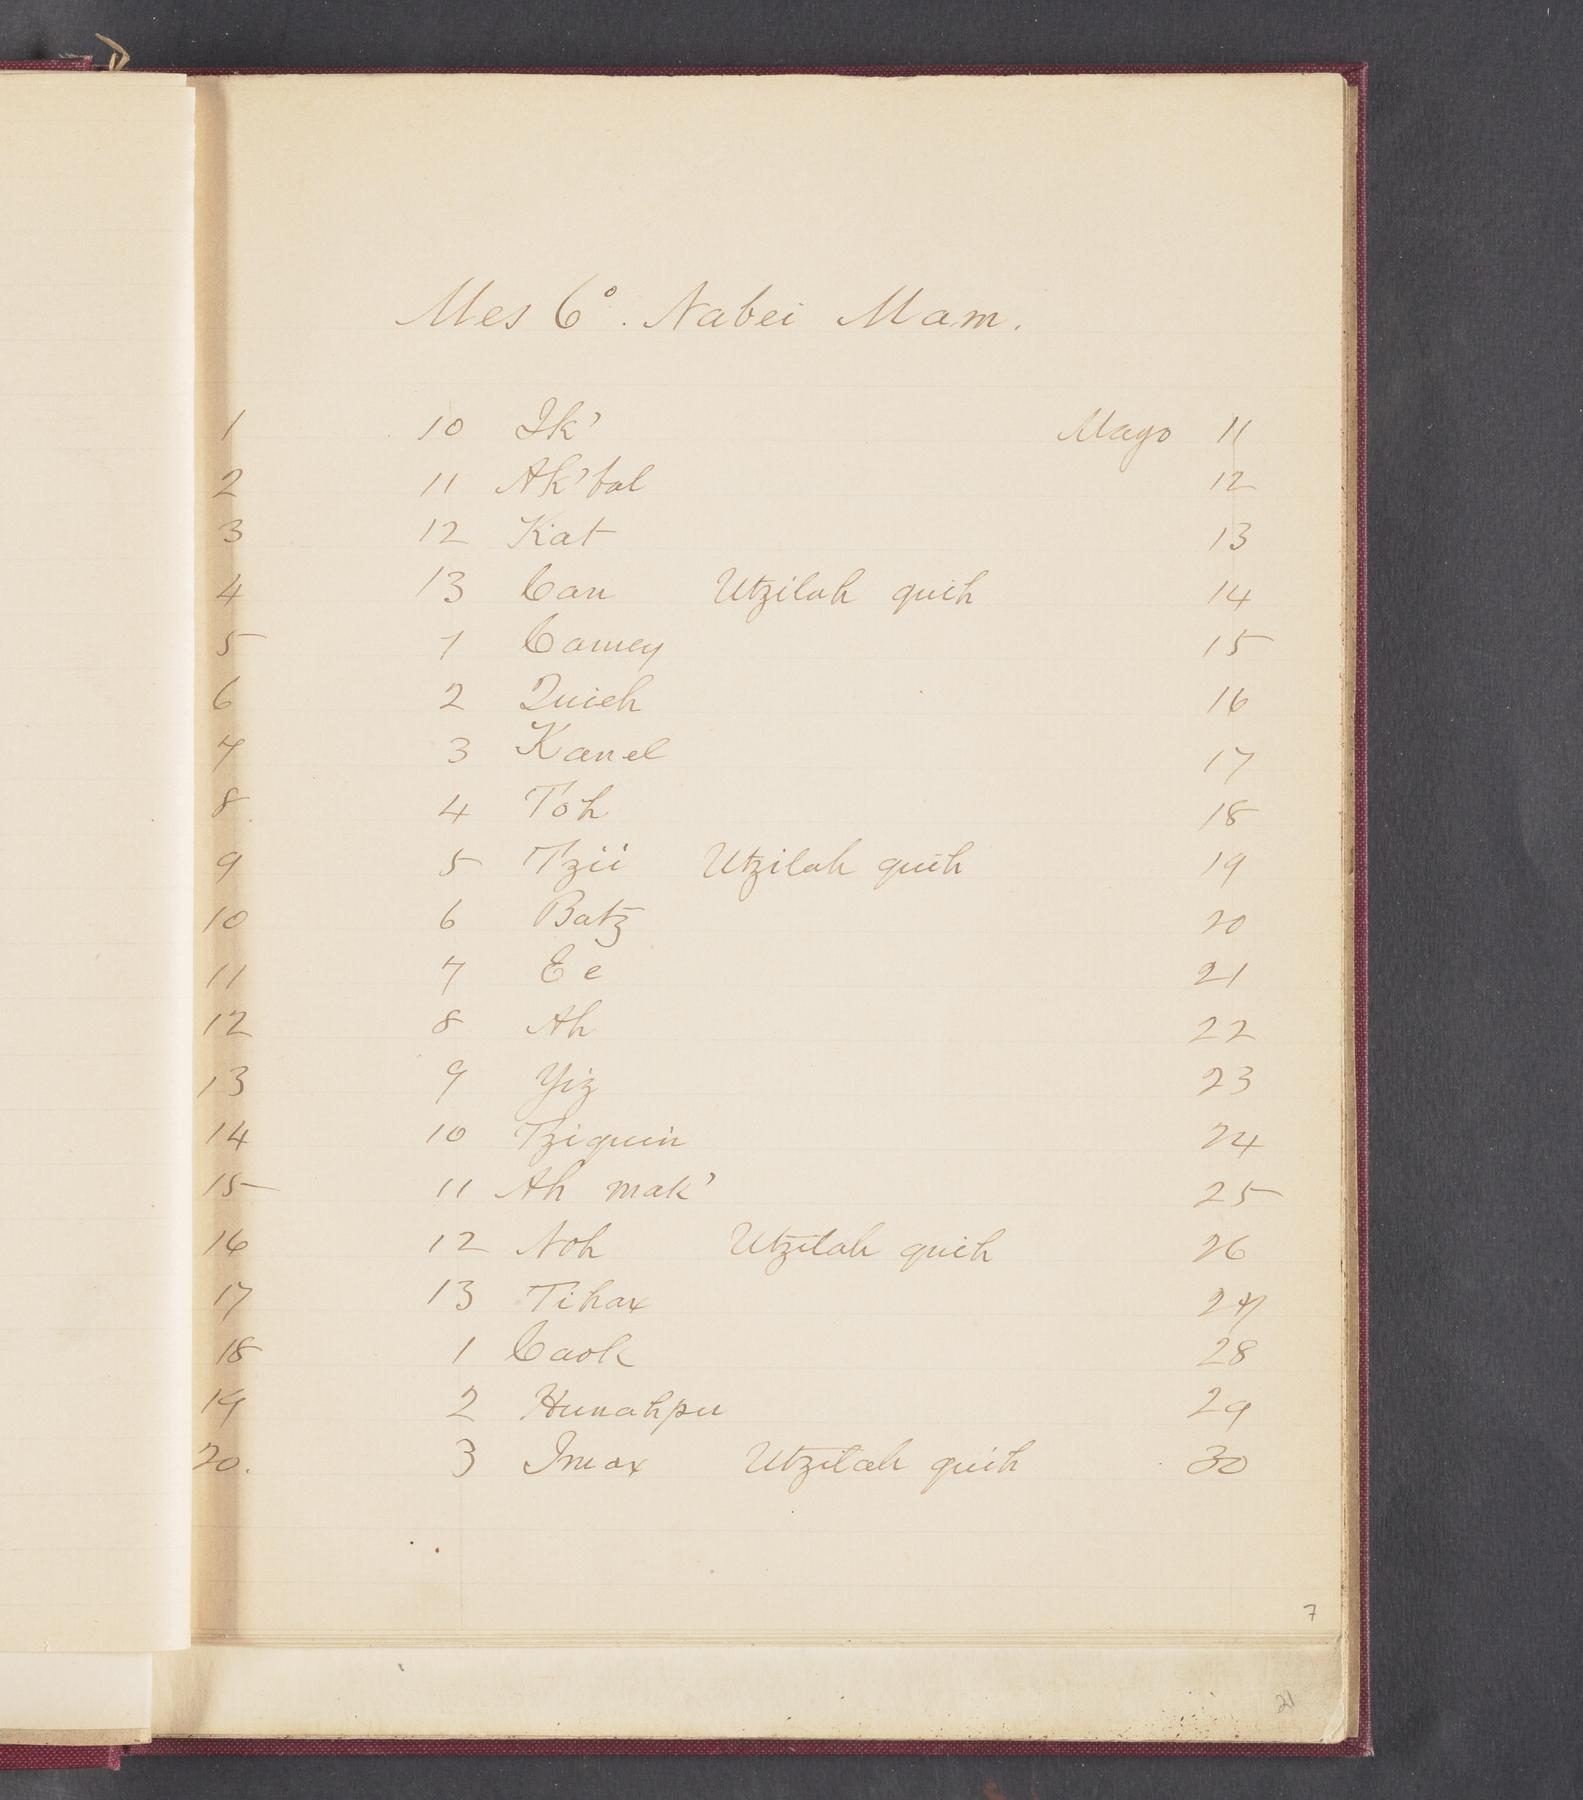 Mes 6°. Nabei Mam.
1 10 Ik' Mayo 11
2 11 Ak'bal 12
3 12 Kat 13
4 13 Can Utzilah quih 14
5 1 Camey 15
6 2 Quieh 16
7 3 Kanel 17
8. 4 Toh 18
9 5 Tzii Utzilah quih 19
10 6 Batz 20
11 7 Ee 21
12 8 Ah 22
13 9 Yiz 23
14 10 Tziquin 24
15 11 Ah mak' 25
16 12 Noh Utzilah quih 26
17 13 Tihax 27
18 1 Caok 28
19 2 Hunahpu 29
20. 3 Imox Utzilah quih 30
7
21